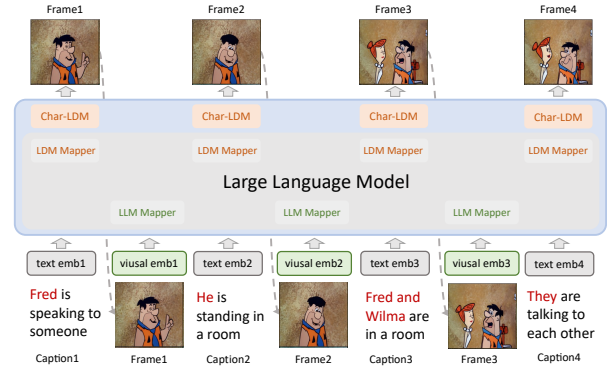 Frame1 Frame2 Frame3 Frame4
Char-LDM Char-LDM Char-LDM Char-LDM
LDM Mapper LDM Mapper LDM Mapper LDM Mapper
Large Language Model
LLM Mapper LLM Mapper LLM Mapper
text emb1 viusal emb1 text emb2 viusal emb2 text emb3 viusal emb3 text emb4
Fred is
speaking to
someone
He is
standing in
a room
Fred and
Wilma are
in a room
They are
talking to
each other
Caption1 Frame1 Caption2 Frame2 Caption3 Frame3 Caption4